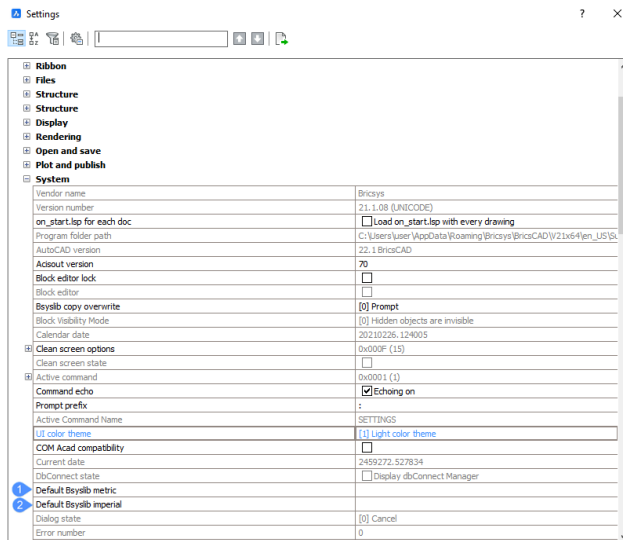 Settings
Ribbon
Files
Structure
Structure
Display
Rendering
Open and save
Plot and publish
System
Vendor name Bricsys
Version number 21.1.08 (UNICODE)
on_start.lsp for each doc Load on_start.lsp with every drawing
Program folder path C:\Users\user\AppData\Roaming\Bricsys\BricsCAD\V21x64\en_US\Su
AutoCAD version 22.1 BricsCAD
Acisout version 70
Block editor lock
Block editor
Bsyslib copy overwrite [0] Prompt
Block Visibility Mode [0] Hidden objects are invisible
Calendar date 20210226.124005
Clean screen options 0x000F (15)
Clean screen state
Active command 0x0001 (1)
Command echo Echoing on
Prompt prefix :
Active Command Name SETTINGS
UI color theme [1] Light color theme
COM Acad compatibility
Current date 2459272.527834
DbConnect state Display dbConnect Manager
1 Default Bsyslib metric
2 Default Bsyslib imperial
Dialog state [0] Cancel
Error number 0